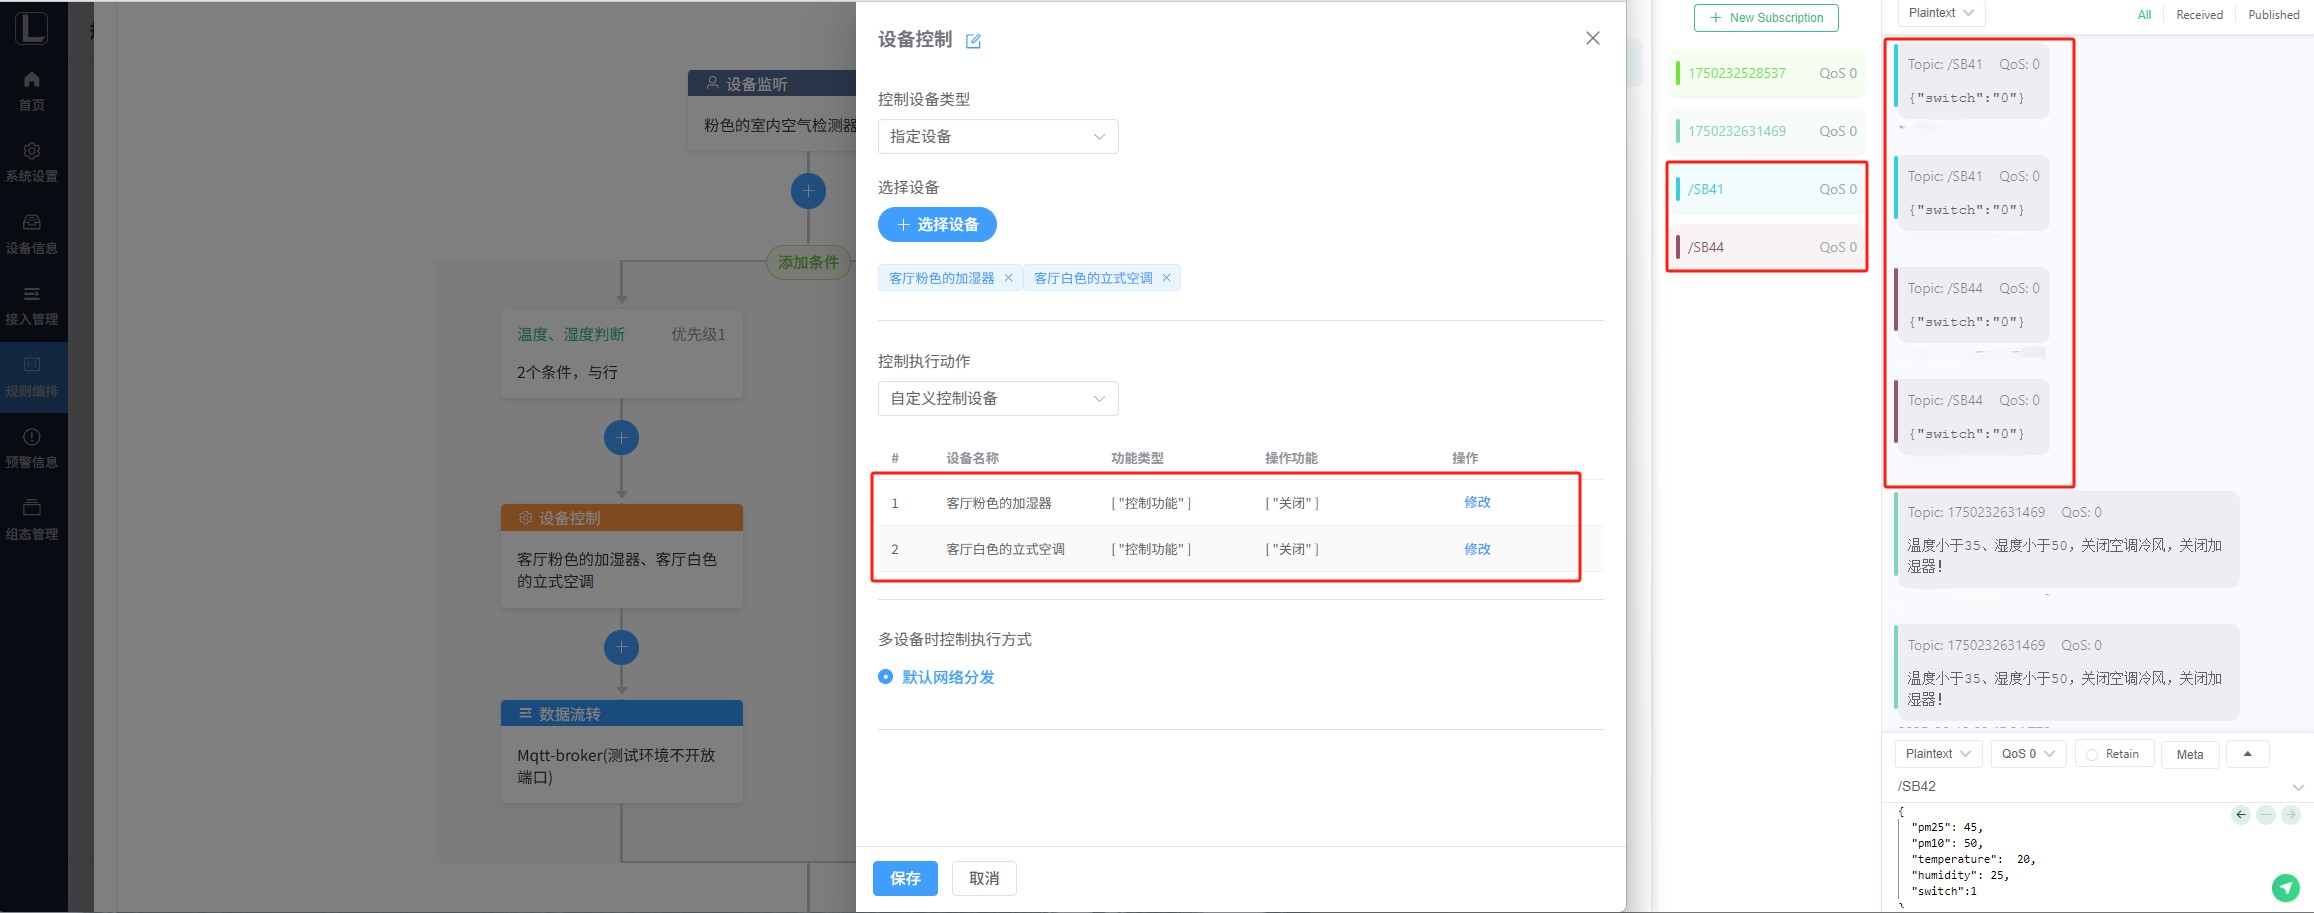 首页
系统设置
设备信息
接入管理
规则编排
预警信息
组态管理
设备监听
粉色的室内空气检测器
添加条件
温度、湿度判断
优先级1
2个条件，与行
设备控制
客厅粉色的加湿器、客厅白色
的立式空调
数据流转
Mqtt-broker(测试环境不开放
端口)
设备控制
控制设备类型
指定设备
选择设备
+ 选择设备
客厅粉色的加湿器 ×
客厅白色的立式空调 ×
控制执行动作
自定义控制设备
# 设备名称 功能类型 操作功能 操作
1 客厅粉色的加湿器 [ "控制功能" ] [ "关闭" ] 修改
2 客厅白色的立式空调 [ "控制功能" ] [ "关闭" ] 修改
多设备时控制执行方式
默认网络分发
保存
取消
+ New Subscription
1750232528537 QoS 0
1750232631469 QoS 0
/SB41 QoS 0
/SB44 QoS 0
Plaintext
All
Received
Published
Topic: /SB41 QoS: 0
{"switch":"0"}
Topic: /SB41 QoS: 0
{"switch":"0"}
Topic: /SB44 QoS: 0
{"switch":"0"}
Topic: /SB44 QoS: 0
{"switch":"0"}
Topic: 1750232631469 QoS: 0
温度小于35、湿度小于50，关闭空调冷风，关闭加
湿器！
Topic: 1750232631469 QoS: 0
温度小于35、湿度小于50，关闭空调冷风，关闭加
湿器！
Plaintext
QoS 0
Retain
Meta
/SB42
{
"pm25": 45,
"pm10": 50,
"temperature": 20,
"humidity": 25,
"switch":1
}